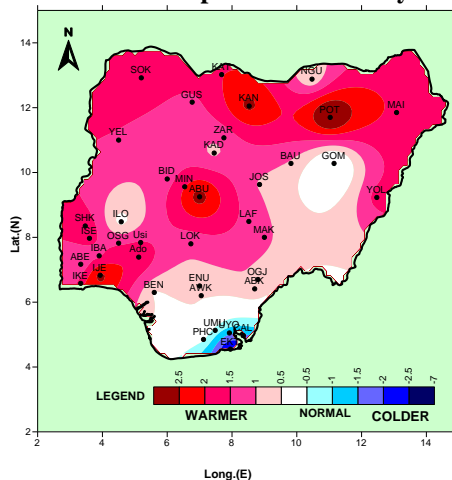 14
12
10
8
6
4
2
Lat.(N)
N
SOK
KAT
NGU
GUS
KAN
POT
MAI
YEL
ZAR
KAD
BAU
GOM
BID
MIN
JOS
ABU
YOL
SHK
ILO
LAF
ISE
OSG
Usi
LOK
MAK
IBA
Ado
ABE
IJE
IKE
BEN
ENU
AWK
OGJ
ABK
UMU
UYO
CAL
PHC
EKT
LEGEND
2.5
2
1.5
1
0.5
-0.5
-1
-1.5
-2
-2.5
-7
WARMER
NORMAL
COLDER
2
4
6
8
10
12
14
Long.(E)